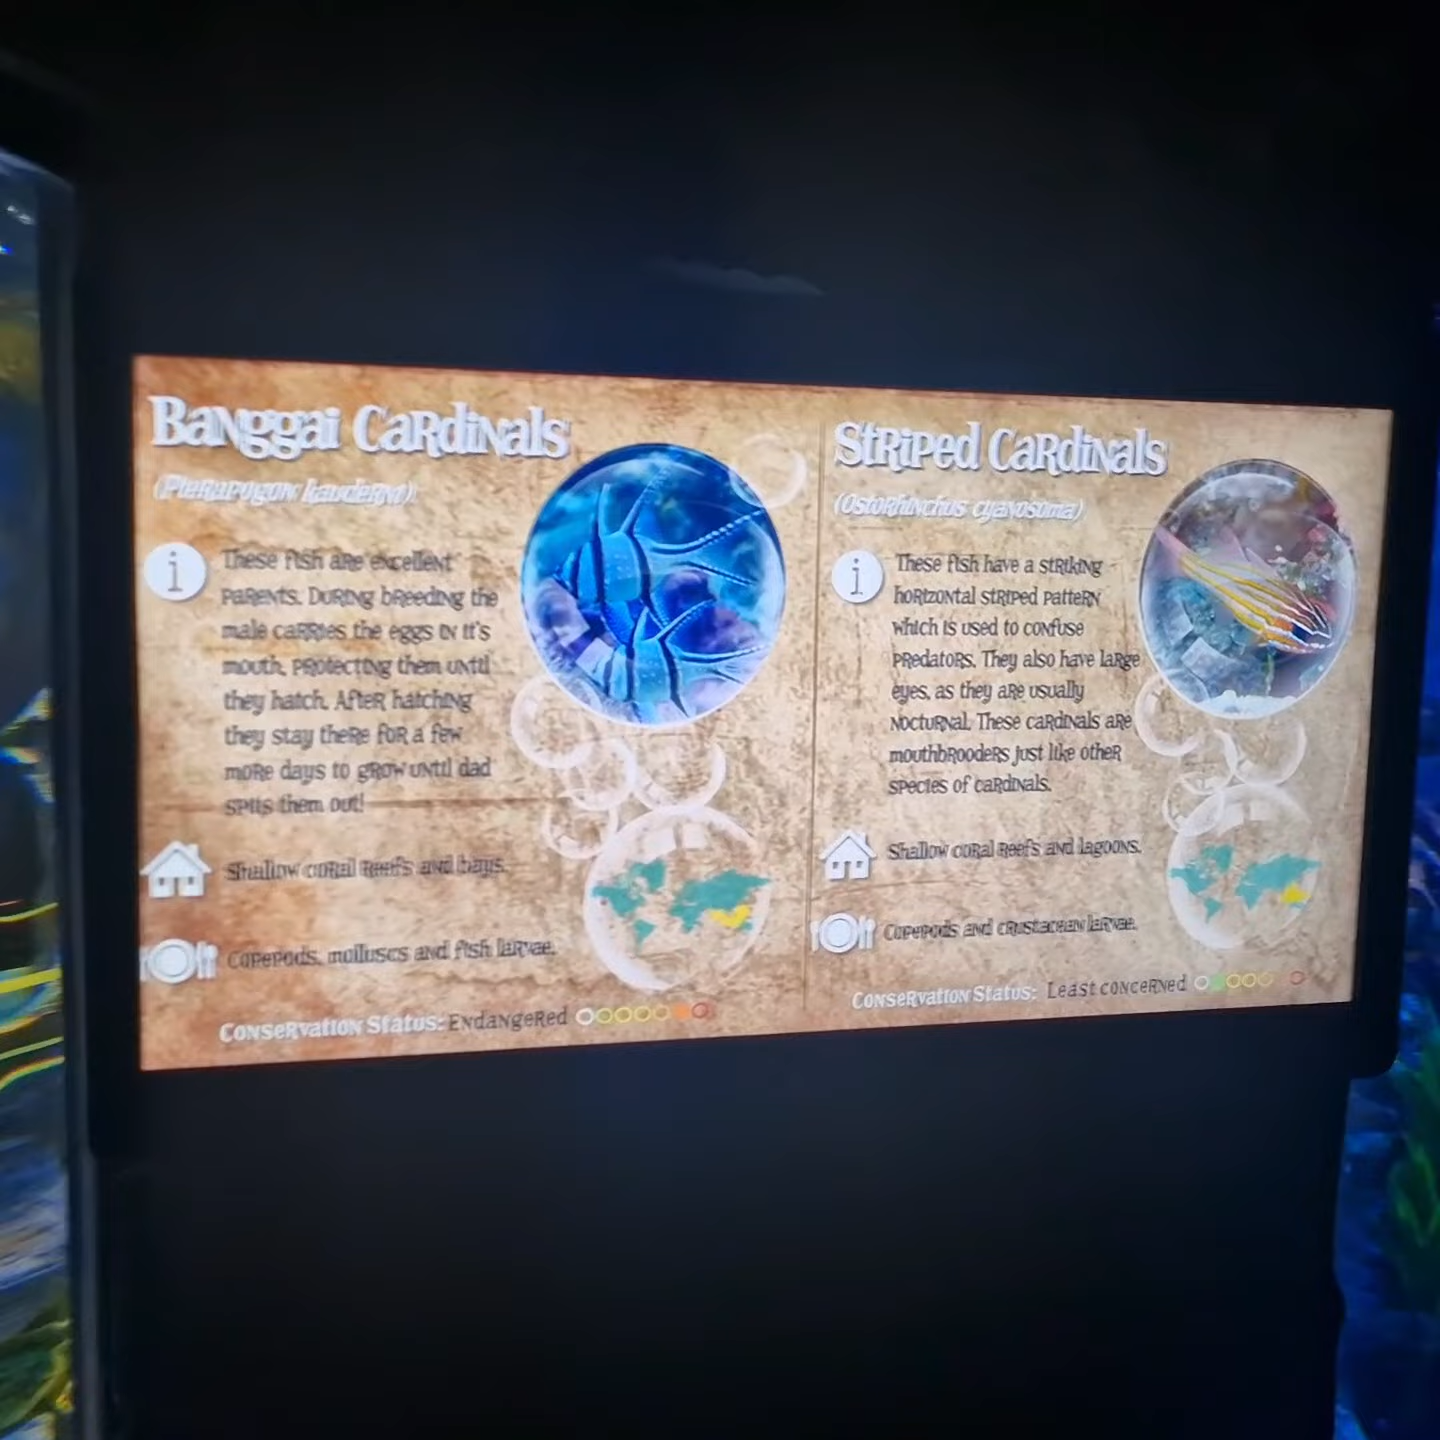 Banggai Cardinals
(Pterapogon kauderni)
i
These fish are excellent
parents. During breeding the
male carries the eggs in it's
mouth, protecting them until
they hatch. After hatching
they stay there for a few
more days to grow until dad
spits them out!
Shallow coral reefs and bays.
Copepods, molluscs and fish larvae.
Conservation Status: Endangered
Striped Cardinals
(Ostorhinchus cyanosoma)
i
These fish have a striking
horizontal striped pattern
which is used to confuse
predators. They also have large
eyes, as they are usually
nocturnal. These cardinals are
mouthbrooders just like other
species of cardinals.
Shallow coral reefs and lagoons.
Copepods and crustacean larvae.
Conservation Status: Least concerned